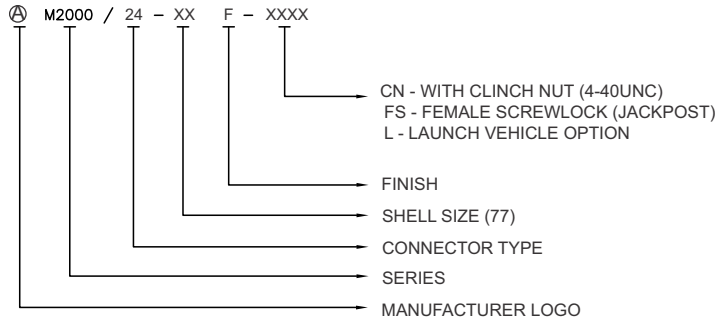 Ⓐ M2000 / 24 - XX F - XXXX
CN - WITH CLINCH NUT (4-40UNC)
FS - FEMALE SCREWLOCK (JACKPOST)
L - LAUNCH VEHICLE OPTION
FINISH
SHELL SIZE (77)
CONNECTOR TYPE
SERIES
MANUFACTURER LOGO